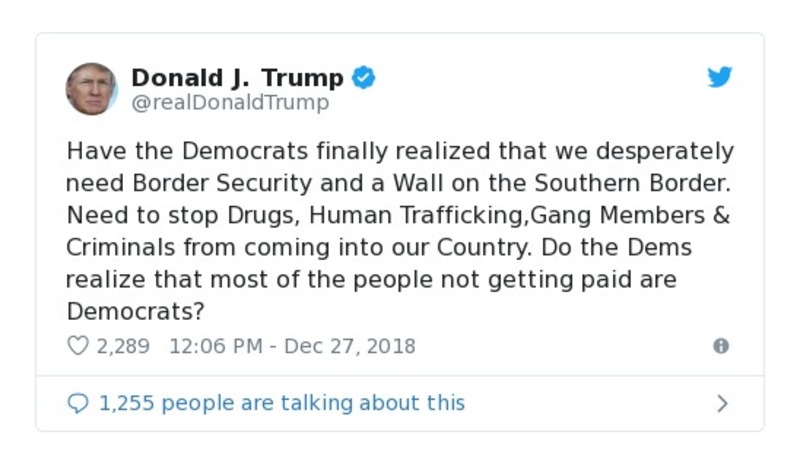 Donald J. Trump
@realDonaldTrump
Have the Democrats finally realized that we desperately
need Border Security and a Wall on the Southern Border.
Need to stop Drugs, Human Trafficking,Gang Members &
Criminals from coming into our Country. Do the Dems
realize that most of the people not getting paid are
Democrats?
2,289 12:06 PM - Dec 27, 2018
1,255 people are talking about this